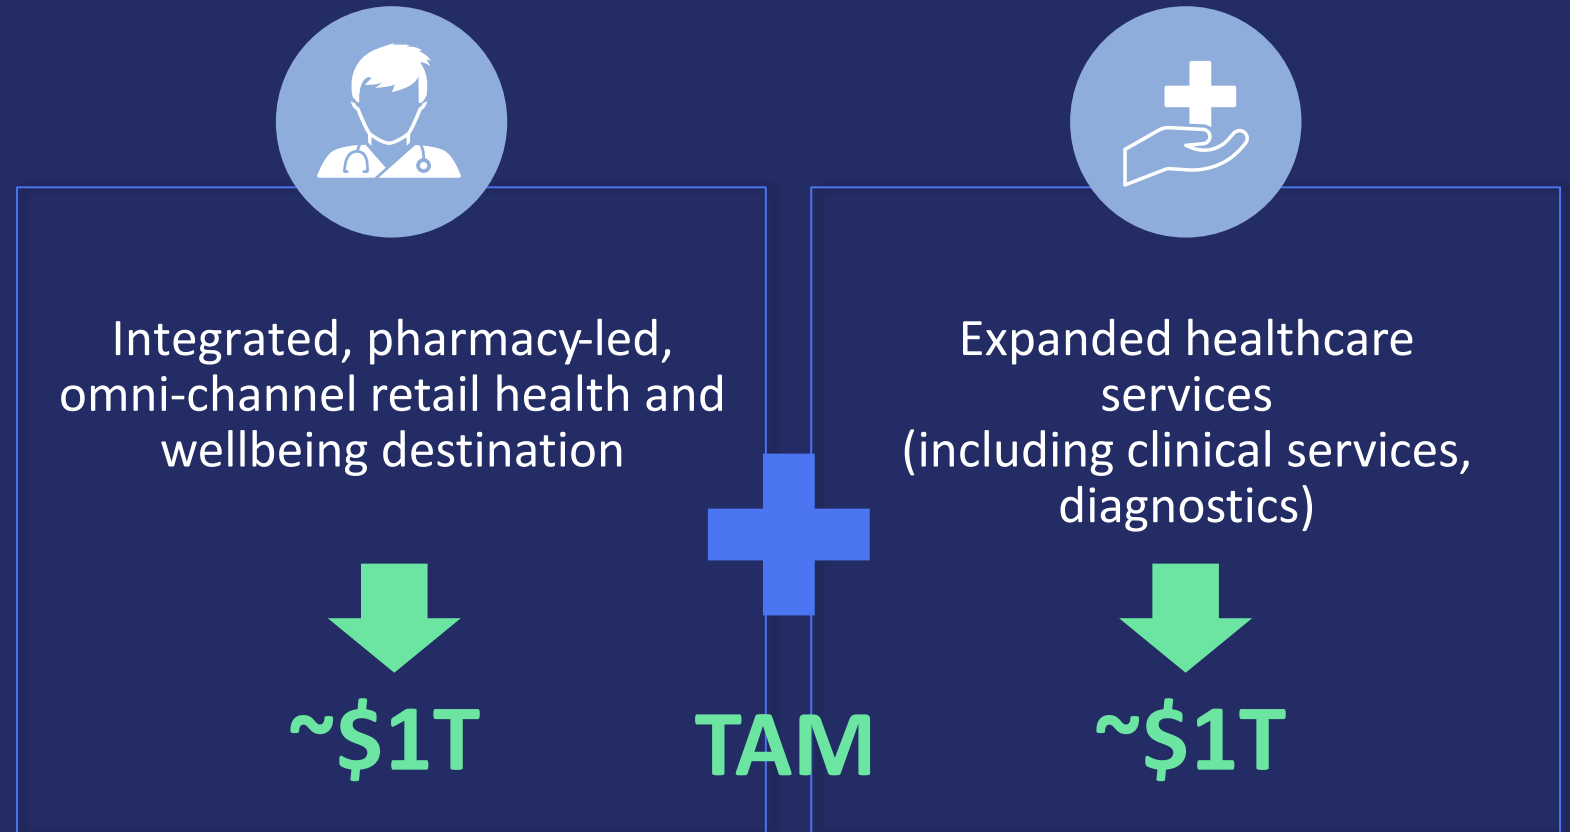 Integrated, pharmacy-led,
omni-channel retail health and
wellbeing destination
~$1T
TAM
Expanded healthcare
services
(including clinical services,
diagnostics)
~$1T